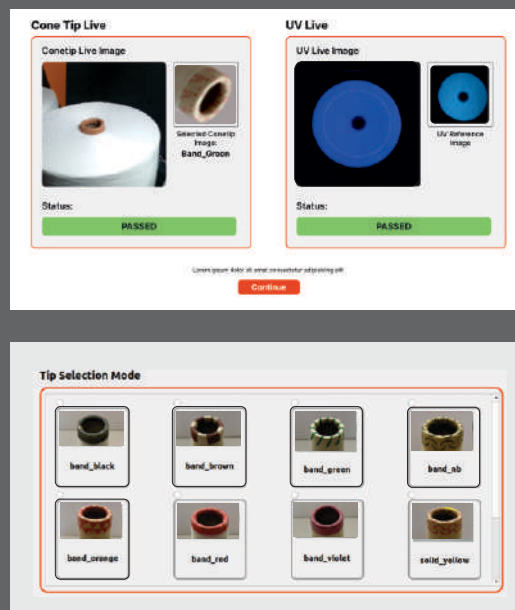 Cone Tip Live
UV Live
Conetip Live Image
UV Live Image
Selected Conetip
Image:
Band_Green
UV Reference
Image
Status:
PASSED
Status:
PASSED
Lorem ipsum dolor sit amet consectetur adipisicing elit
Continue
Tip Selection Mode
band_black
band_brown
band_green
band_nb
band_orange
band_red
band_violet
solid_yellow